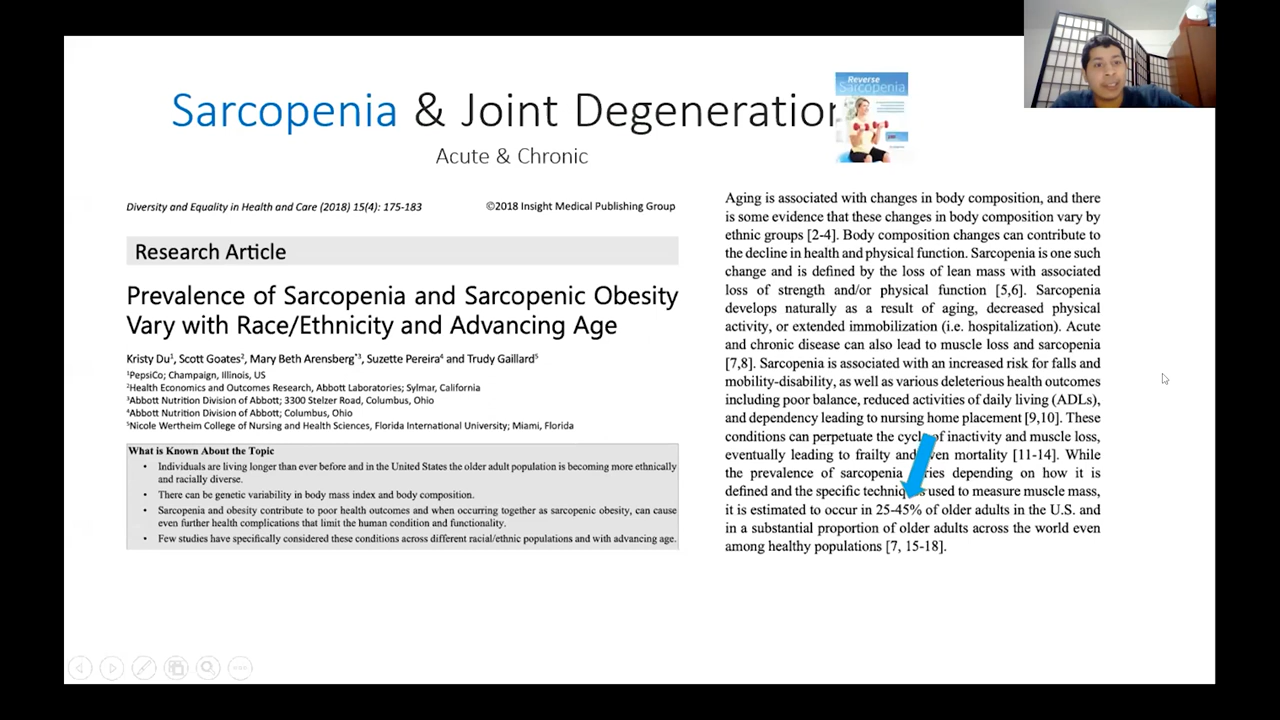 Sarcopenia & Joint Degeneration
Acute & Chronic
Reverse
Sarcopenia
Diversity and Equality in Health and Care (2018) 15(4): 175-183
©2018 Insight Medical Publishing Group
Research Article
Prevalence of Sarcopenia and Sarcopenic Obesity
Vary with Race/Ethnicity and Advancing Age
Kristy Du¹, Scott Goates², Mary Beth Arensberg*³, Suzette Pereira⁴ and Trudy Gaillard⁵
¹PepsiCo; Champaign, Illinois, US
²Health Economics and Outcomes Research, Abbott Laboratories; Sylmar, California
³Abbott Nutrition Division of Abbott; 3300 Stelzer Road, Columbus, Ohio
⁴Abbott Nutrition Division of Abbott; Columbus, Ohio
⁵Nicole Wertheim College of Nursing and Health Sciences, Florida International University; Miami, Florida
What is Known About the Topic
• Individuals are living longer than ever before and in the United States the older adult population is becoming more ethnically
and racially diverse.
• There can be genetic variability in body mass index and body composition.
• Sarcopenia and obesity contribute to poor health outcomes and when occurring together as sarcopenic obesity, can cause
even further health complications that limit the human condition and functionality.
• Few studies have specifically considered these conditions across different racial/ethnic populations and with advancing age.
Aging is associated with changes in body composition, and there
is some evidence that these changes in body composition vary by
ethnic groups [2-4]. Body composition changes can contribute to
the decline in health and physical function. Sarcopenia is one such
change and is defined by the loss of lean mass with associated
loss of strength and/or physical function [5,6]. Sarcopenia
develops naturally as a result of aging, decreased physical
activity, or extended immobilization (i.e. hospitalization). Acute
and chronic disease can also lead to muscle loss and sarcopenia
[7,8]. Sarcopenia is associated with an increased risk for falls and
mobility-disability, as well as various deleterious health outcomes
including poor balance, reduced activities of daily living (ADLs),
and dependency leading to nursing home placement [9,10]. These
conditions can perpetuate the cycle of inactivity and muscle loss,
eventually leading to frailty and even mortality [11-14]. While
the prevalence of sarcopenia varies depending on how it is
defined and the specific techniques used to measure muscle mass,
it is estimated to occur in 25-45% of older adults in the U.S. and
in a substantial proportion of older adults across the world even
among healthy populations [7, 15-18].